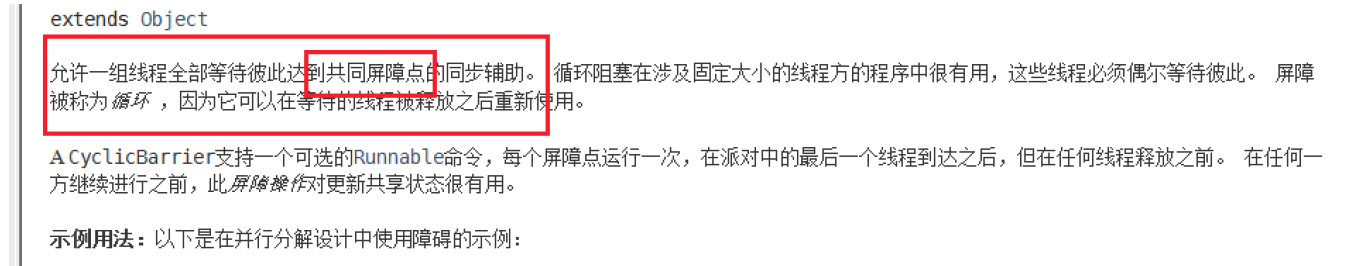 extends Object
允许一组线程全部等待彼此达到共同屏障点的同步辅助。 循环阻塞在涉及固定大小的线程方的程序中很有用，这些线程必须偶尔等待彼此。 屏障
被称为循环 ，因为它可以在等待的线程被释放之后重新使用。
A CyclicBarrier支持一个可选的Runnable命令，每个屏障点运行一次，在派对中的最后一个线程到达之后，但在任何线程释放之前。 在任何一
方继续进行之前，此屏障操作对更新共享状态很有用。
示例用法：以下是在并行分解设计中使用障碍的示例：